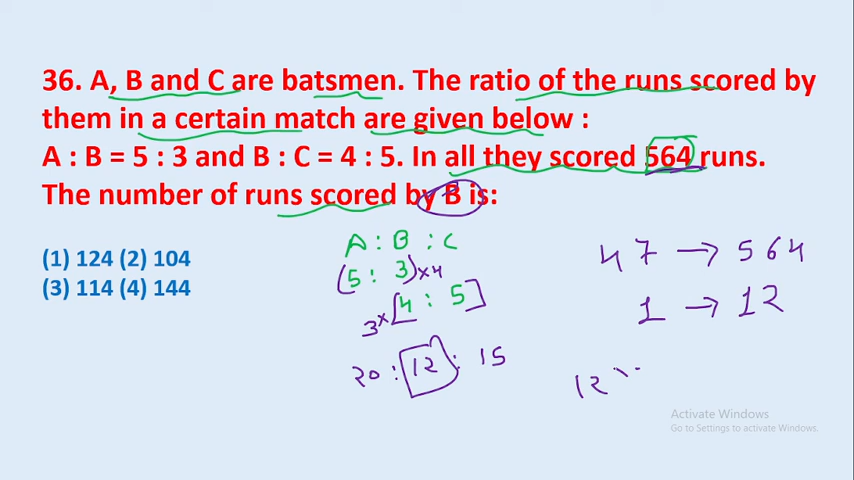 36. A, B and C are batsmen. The ratio of the runs scored by
them in a certain match are given below :
A : B = 5 : 3 and B : C = 4 : 5. In all they scored 564 runs.
The number of runs scored by B is:
(1) 124 (2) 104
(3) 114 (4) 144
A : B : C
(5 : 3)×4
3×[4 : 5]
20 : 12 : 15
47 → 564
1 → 12
12 ×
Activate Windows
Go to Settings to activate Windows.